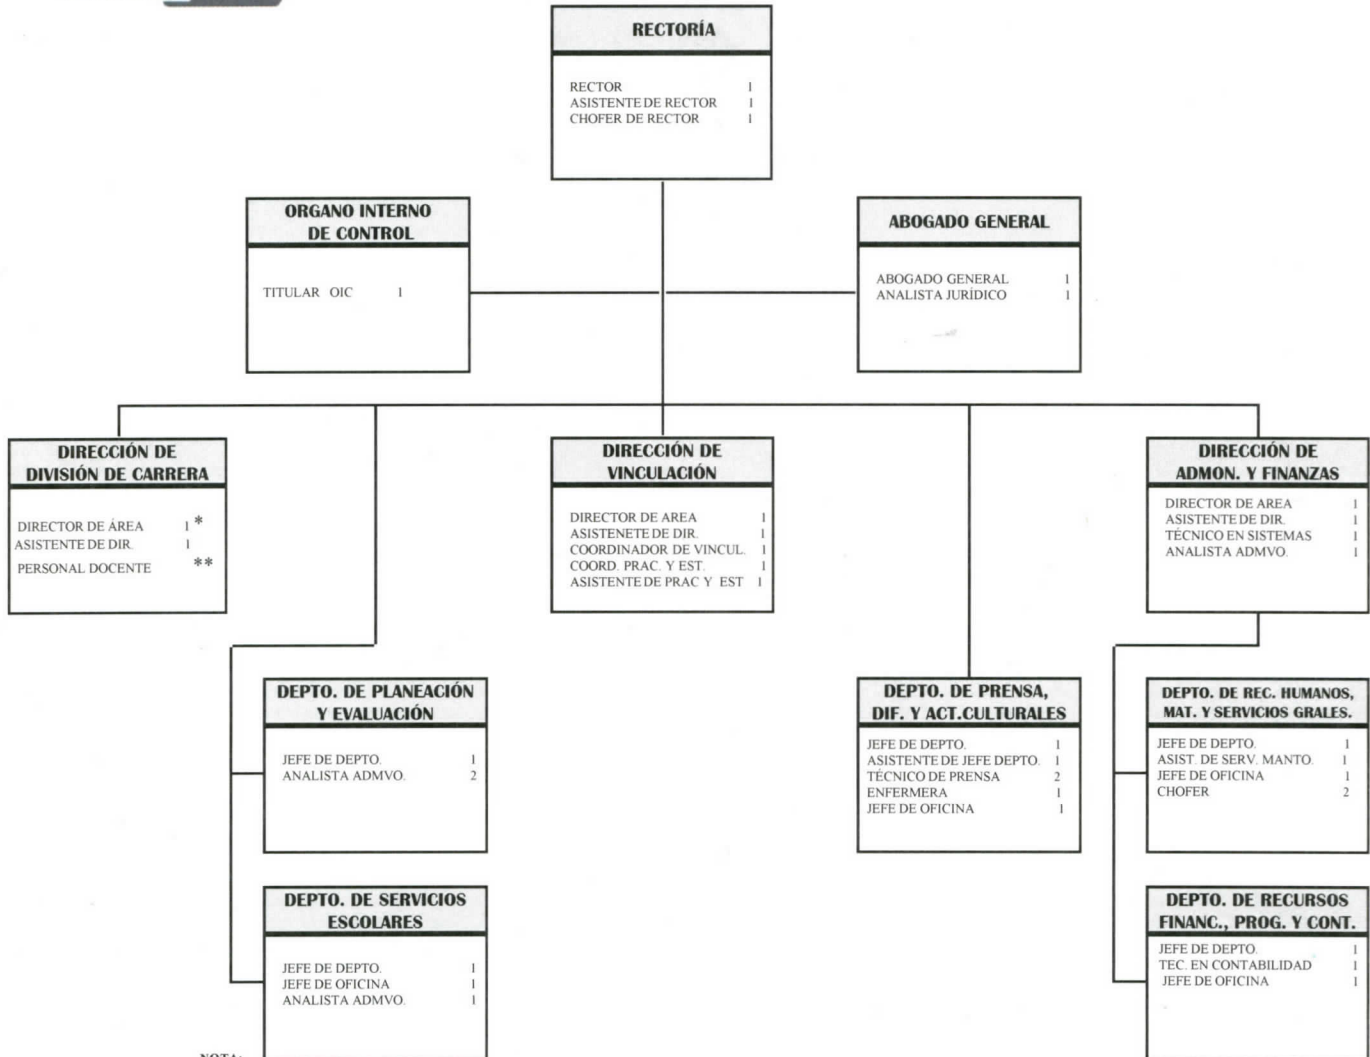 RECTORÍA
RECTOR 1
ASISTENTE DE RECTOR 1
CHOFER DE RECTOR 1
ORGANO INTERNO
DE CONTROL
TITULAR OIC 1
ABOGADO GENERAL
ABOGADO GENERAL 1
ANALISTA JURÍDICO 1
DIRECCIÓN DE
DIVISIÓN DE CARRERA
DIRECTOR DE ÁREA 1 *
ASISTENTE DE DIR. 1
PERSONAL DOCENTE **
DIRECCIÓN DE
VINCULACIÓN
DIRECTOR DE AREA 1
ASISTENETE DE DIR. 1
COORDINADOR DE VINCUL. 1
COORD. PRAC. Y EST. 1
ASISTENTE DE PRAC Y EST 1
DIRECCIÓN DE
ADMON. Y FINANZAS
DIRECTOR DE AREA 1
ASISTENTE DE DIR. 1
TÉCNICO EN SISTEMAS 1
ANALISTA ADMVO. 1
DEPTO. DE PLANEACIÓN
Y EVALUACIÓN
JEFE DE DEPTO. 1
ANALISTA ADMVO. 2
DEPTO. DE PRENSA,
DIF. Y ACT.CULTURALES
JEFE DE DEPTO. 1
ASISTENTE DE JEFE DEPTO. 1
TÉCNICO DE PRENSA 2
ENFERMERA 1
JEFE DE OFICINA 1
DEPTO. DE REC. HUMANOS,
MAT. Y SERVICIOS GRALES.
JEFE DE DEPTO. 1
ASIST. DE SERV. MANTO. 1
JEFE DE OFICINA 1
CHOFER 2
DEPTO. DE SERVICIOS
ESCOLARES
JEFE DE DEPTO. 1
JEFE DE OFICINA 1
ANALISTA ADMVO. 1
DEPTO. DE RECURSOS
FINANC., PROG. Y CONT.
JEFE DE DEPTO. 1
TEC. EN CONTABILIDAD 1
JEFE DE OFICINA 1
NOTA: